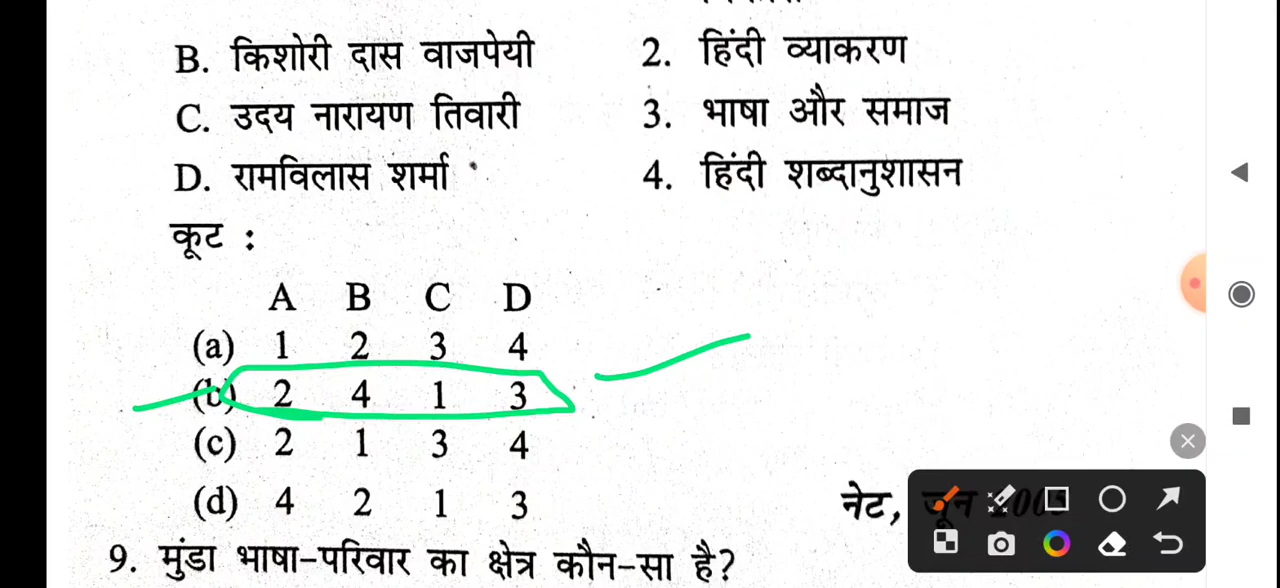 B. किशोरी दास वाजपेयी 2. हिंदी व्याकरण
C. उदय नारायण तिवारी 3. भाषा और समाज
D. रामविलास शर्मा 4. हिंदी शब्दानुशासन
कूट :
A B C D
(a) 1 2 3 4
(b) 2 4 1 3
(c) 2 1 3 4
(d) 4 2 1 3
नेट, जून
9. मुंडा भाषा-परिवार का क्षेत्र कौन-सा है?